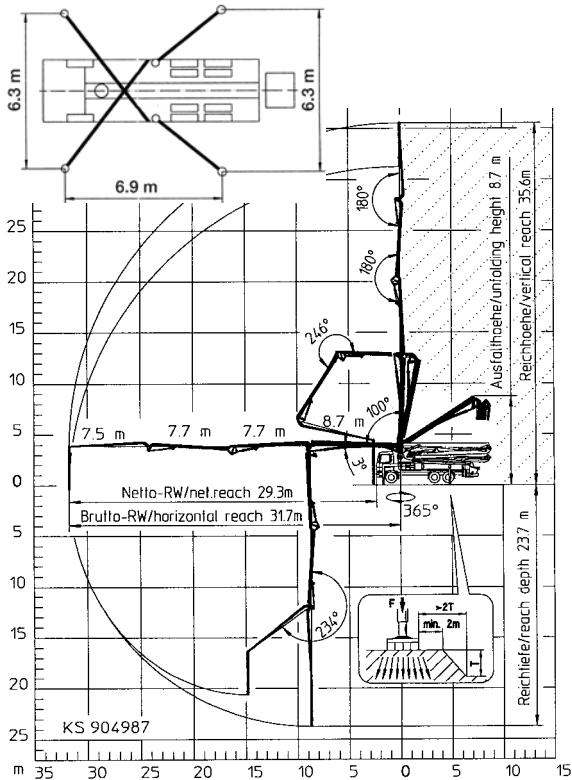 6.3 m
6.3 m
6.9 m
180°
180°
246°
100°
8.7 m
7.5 m
7.7 m
7.7 m
3°
365°
234°
Ausfalthoehe/unfolding height 8.7 m
Reichhoehe/vertical reach 35.6m
Netto-RW/net.reach 29.3m
Brutto-RW/horizontal reach 31.7m
Reichtiefe/reach depth 23.7 m
F
>2T
min. 2m
T
KS 904987
25
20
15
10
5
0
5
10
15
20
25
m 35 30 25 20 15 10 5 0 5 10 15